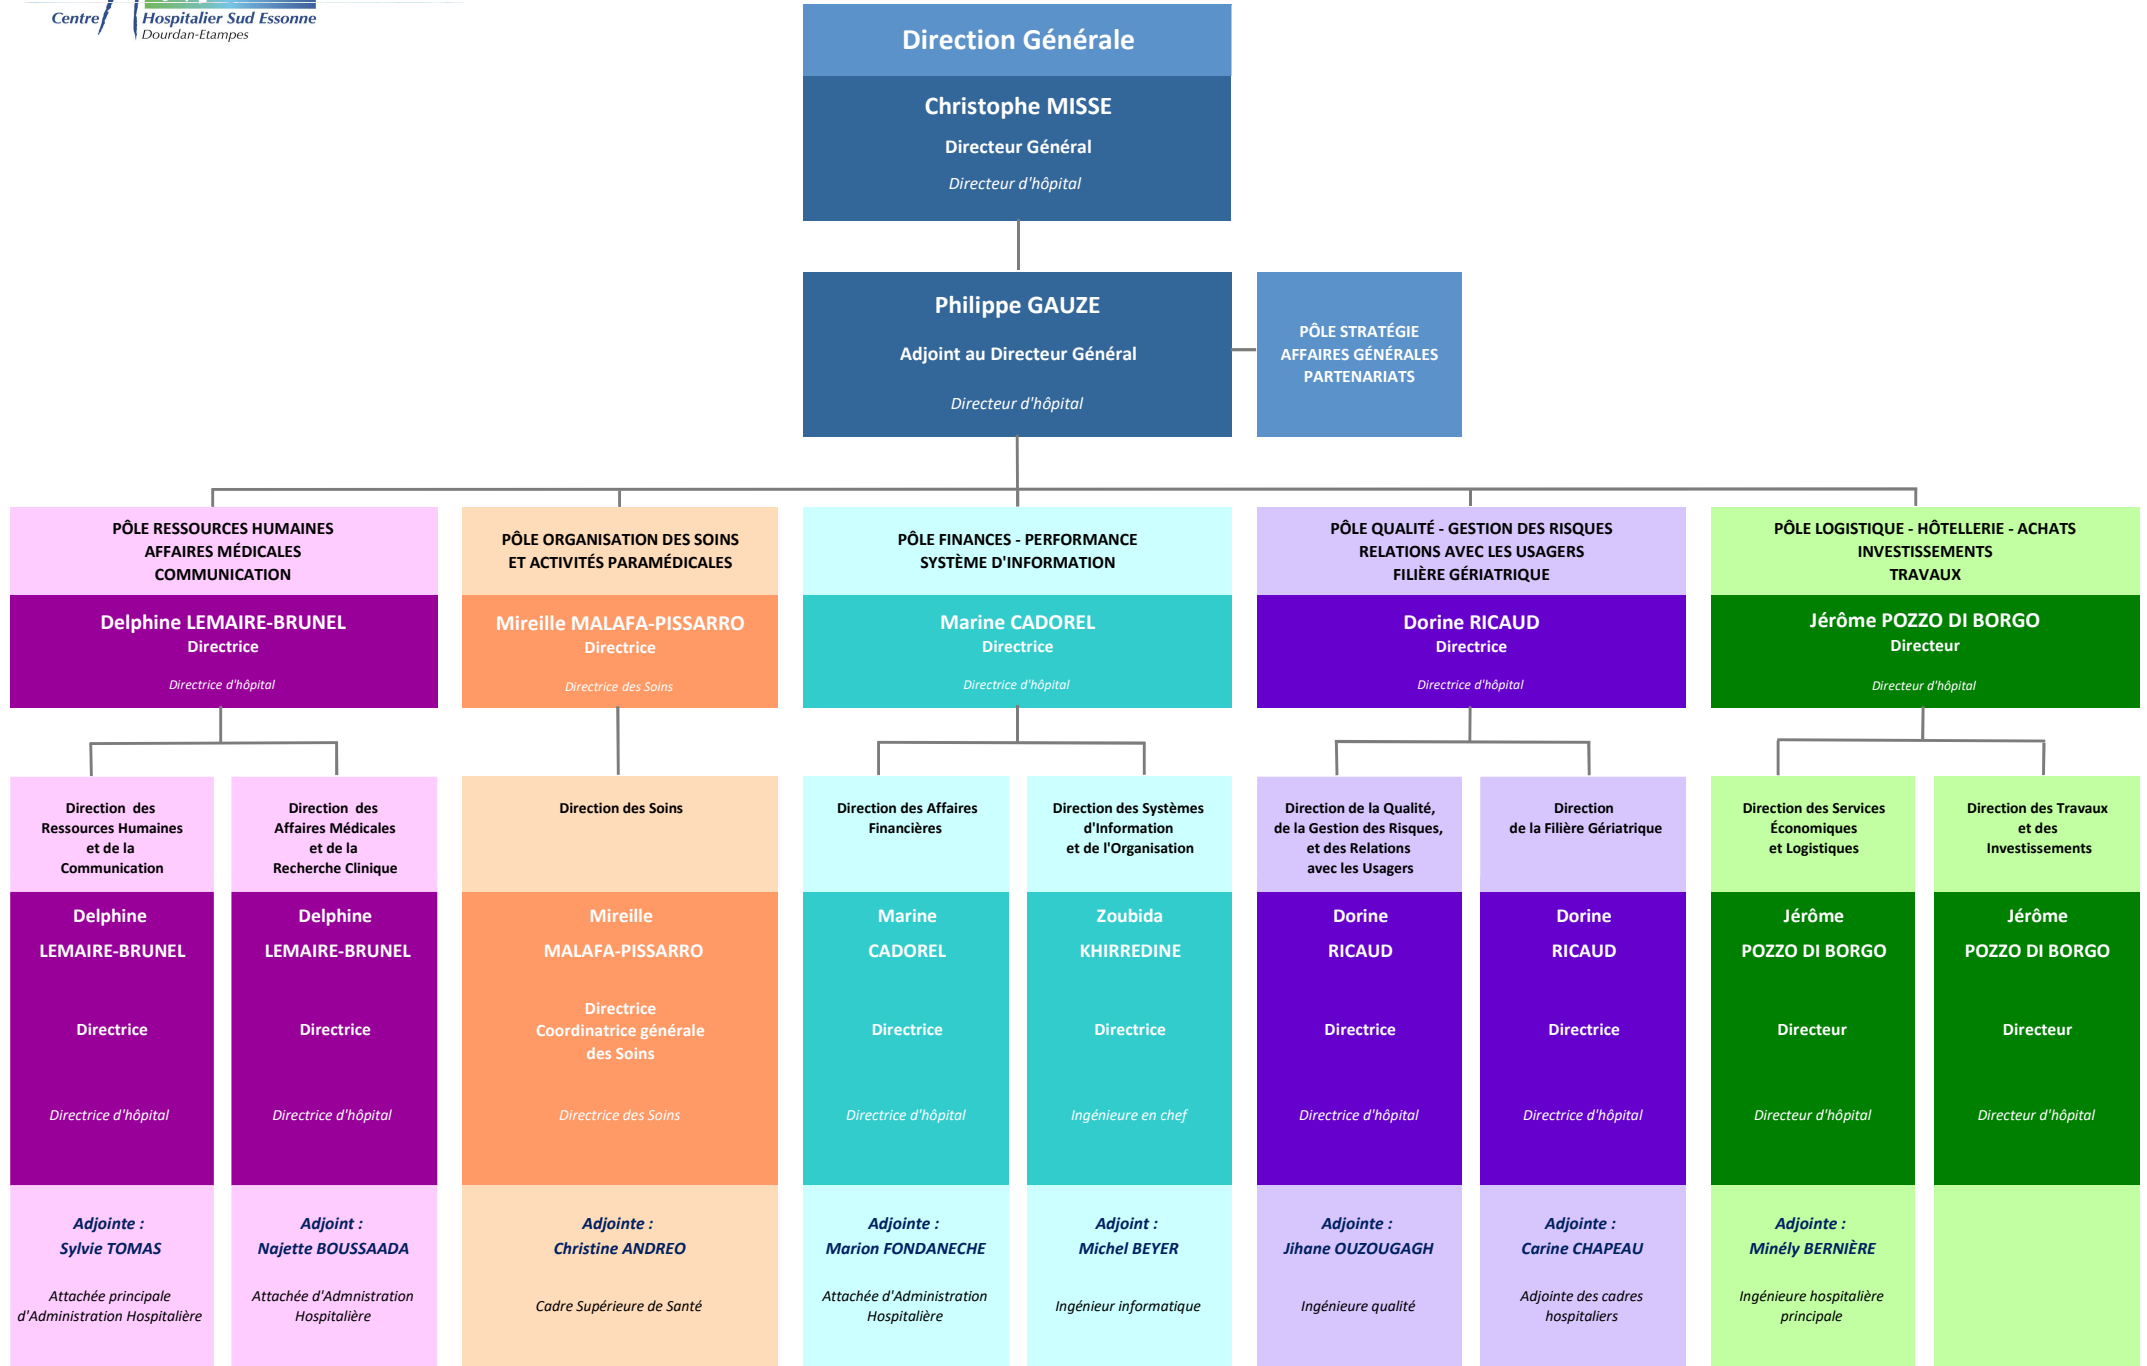 Centre Hospitalier Sud Essonne
Dourdan-Etampes
Direction Générale
Christophe MISSE
Directeur Général
Directeur d'hôpital
Philippe GAUZE
Adjoint au Directeur Général
Directeur d'hôpital
PÔLE STRATÉGIE
AFFAIRES GÉNÉRALES
PARTENARIATS
PÔLE RESSOURCES HUMAINES
AFFAIRES MÉDICALES
COMMUNICATION
Delphine LEMAIRE-BRUNEL
Directrice
Directrice d'hôpital
PÔLE ORGANISATION DES SOINS
ET ACTIVITÉS PARAMÉDICALES
Mireille MALAFA-PISSARRO
Directrice
Directrice des Soins
PÔLE FINANCES - PERFORMANCE
SYSTÈME D'INFORMATION
Marine CADOREL
Directrice
Directrice d'hôpital
PÔLE QUALITÉ - GESTION DES RISQUES
RELATIONS AVEC LES USAGERS
FILIÈRE GÉRIATRIQUE
Dorine RICAUD
Directrice
Directrice d'hôpital
PÔLE LOGISTIQUE - HÔTELLERIE - ACHATS
INVESTISSEMENTS
TRAVAUX
Jérôme POZZO DI BORGO
Directeur
Directeur d'hôpital
Direction des
Ressources Humaines
et de la
Communication
Delphine
LEMAIRE-BRUNEL
Directrice
Directrice d'hôpital
Adjointe :
Sylvie TOMAS
Attachée principale
d'Administration Hospitalière
Direction des
Affaires Médicales
et de la
Recherche Clinique
Delphine
LEMAIRE-BRUNEL
Directrice
Directrice d'hôpital
Adjoint :
Najette BOUSSAADA
Attachée d'Admnistration
Hospitalière
Direction des Soins
Mireille
MALAFA-PISSARRO
Directrice
Coordinatrice générale
des Soins
Directrice des Soins
Adjointe :
Christine ANDREO
Cadre Supérieure de Santé
Direction des Affaires
Financières
Marine
CADOREL
Directrice
Directrice d'hôpital
Adjointe :
Marion FONDANECHE
Attachée d'Administration
Hospitalière
Direction des Systèmes
d'Information
et de l'Organisation
Zoubida
KHIRREDINE
Directrice
Ingénieure en chef
Adjoint :
Michel BEYER
Ingénieur informatique
Direction de la Qualité,
de la Gestion des Risques,
et des Relations
avec les Usagers
Dorine
RICAUD
Directrice
Directrice d'hôpital
Adjointe :
Jihane OUZOUGAGH
Ingénieure qualité
Direction
de la Filière Gériatrique
Dorine
RICAUD
Directrice
Directrice d'hôpital
Adjointe :
Carine CHAPEAU
Adjointe des cadres
hospitaliers
Direction des Services
Économiques
et Logistiques
Jérôme
POZZO DI BORGO
Directeur
Directeur d'hôpital
Adjointe :
Minély BERNIÈRE
Ingénieure hospitalière
principale
Direction des Travaux
et des
Investissements
Jérôme
POZZO DI BORGO
Directeur
Directeur d'hôpital